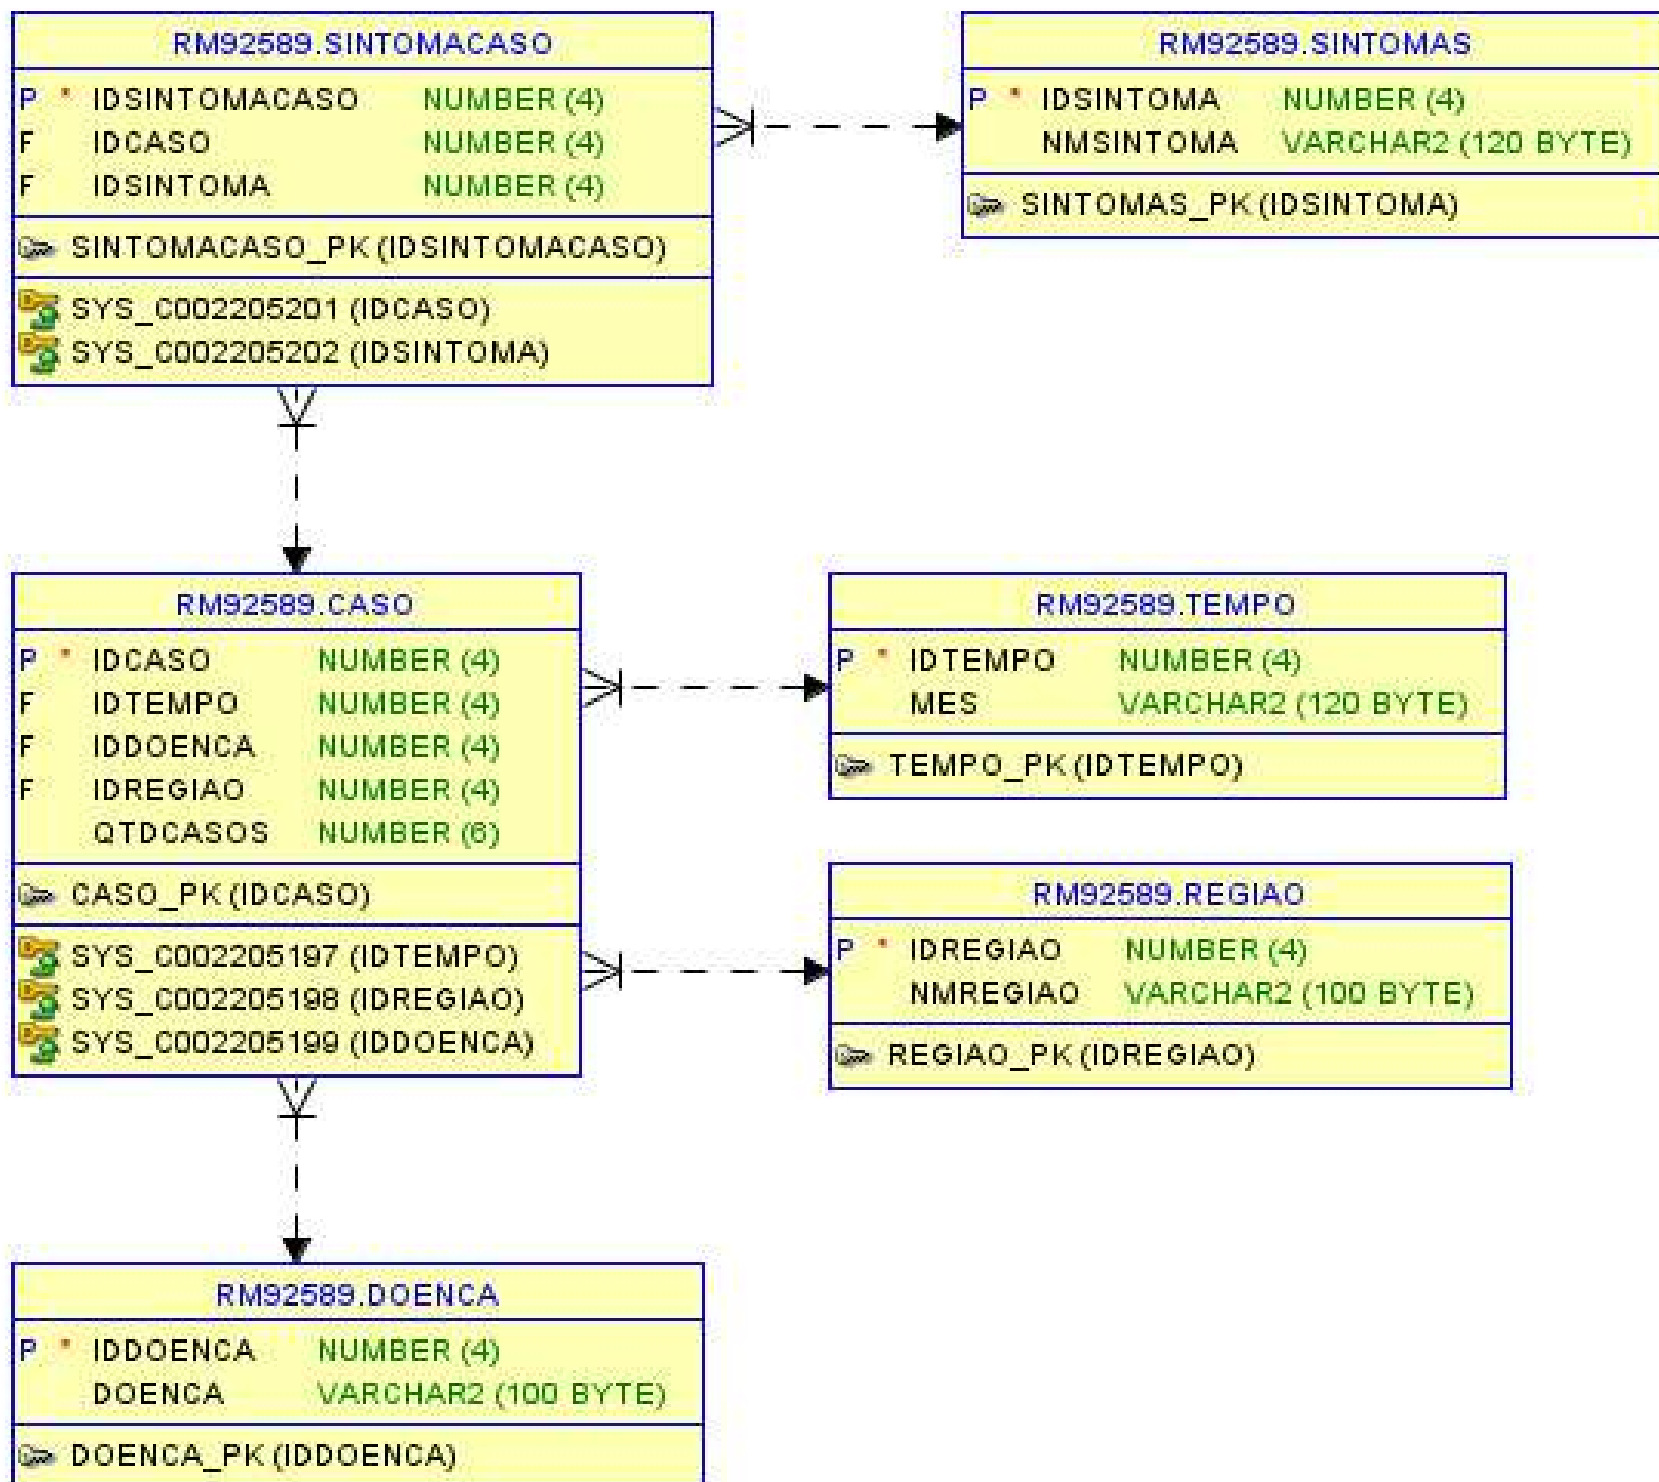 RM92589.SINTOMACASO
P * IDSINTOMACASO NUMBER (4)
F IDCASO NUMBER (4)
F IDSINTOMA NUMBER (4)
SINTOMACASO_PK (IDSINTOMACASO)
SYS_C002205201 (IDCASO)
SYS_C002205202 (IDSINTOMA)
RM92589.SINTOMAS
P * IDSINTOMA NUMBER (4)
NMSINTOMA VARCHAR2 (120 BYTE)
SINTOMAS_PK (IDSINTOMA)
RM92589.CASO
P * IDCASO NUMBER (4)
F IDTEMPO NUMBER (4)
F IDDOENCA NUMBER (4)
F IDREGIAO NUMBER (4)
QTDCASOS NUMBER (6)
CASO_PK (IDCASO)
SYS_C002205197 (IDTEMPO)
SYS_C002205198 (IDREGIAO)
SYS_C002205199 (IDDOENCA)
RM92589.TEMPO
P * IDTEMPO NUMBER (4)
MES VARCHAR2 (120 BYTE)
TEMPO_PK (IDTEMPO)
RM92589.REGIAO
P * IDREGIAO NUMBER (4)
NMREGIAO VARCHAR2 (100 BYTE)
REGIAO_PK (IDREGIAO)
RM92589.DOENCA
P * IDDOENCA NUMBER (4)
DOENCA VARCHAR2 (100 BYTE)
DOENCA_PK (IDDOENCA)